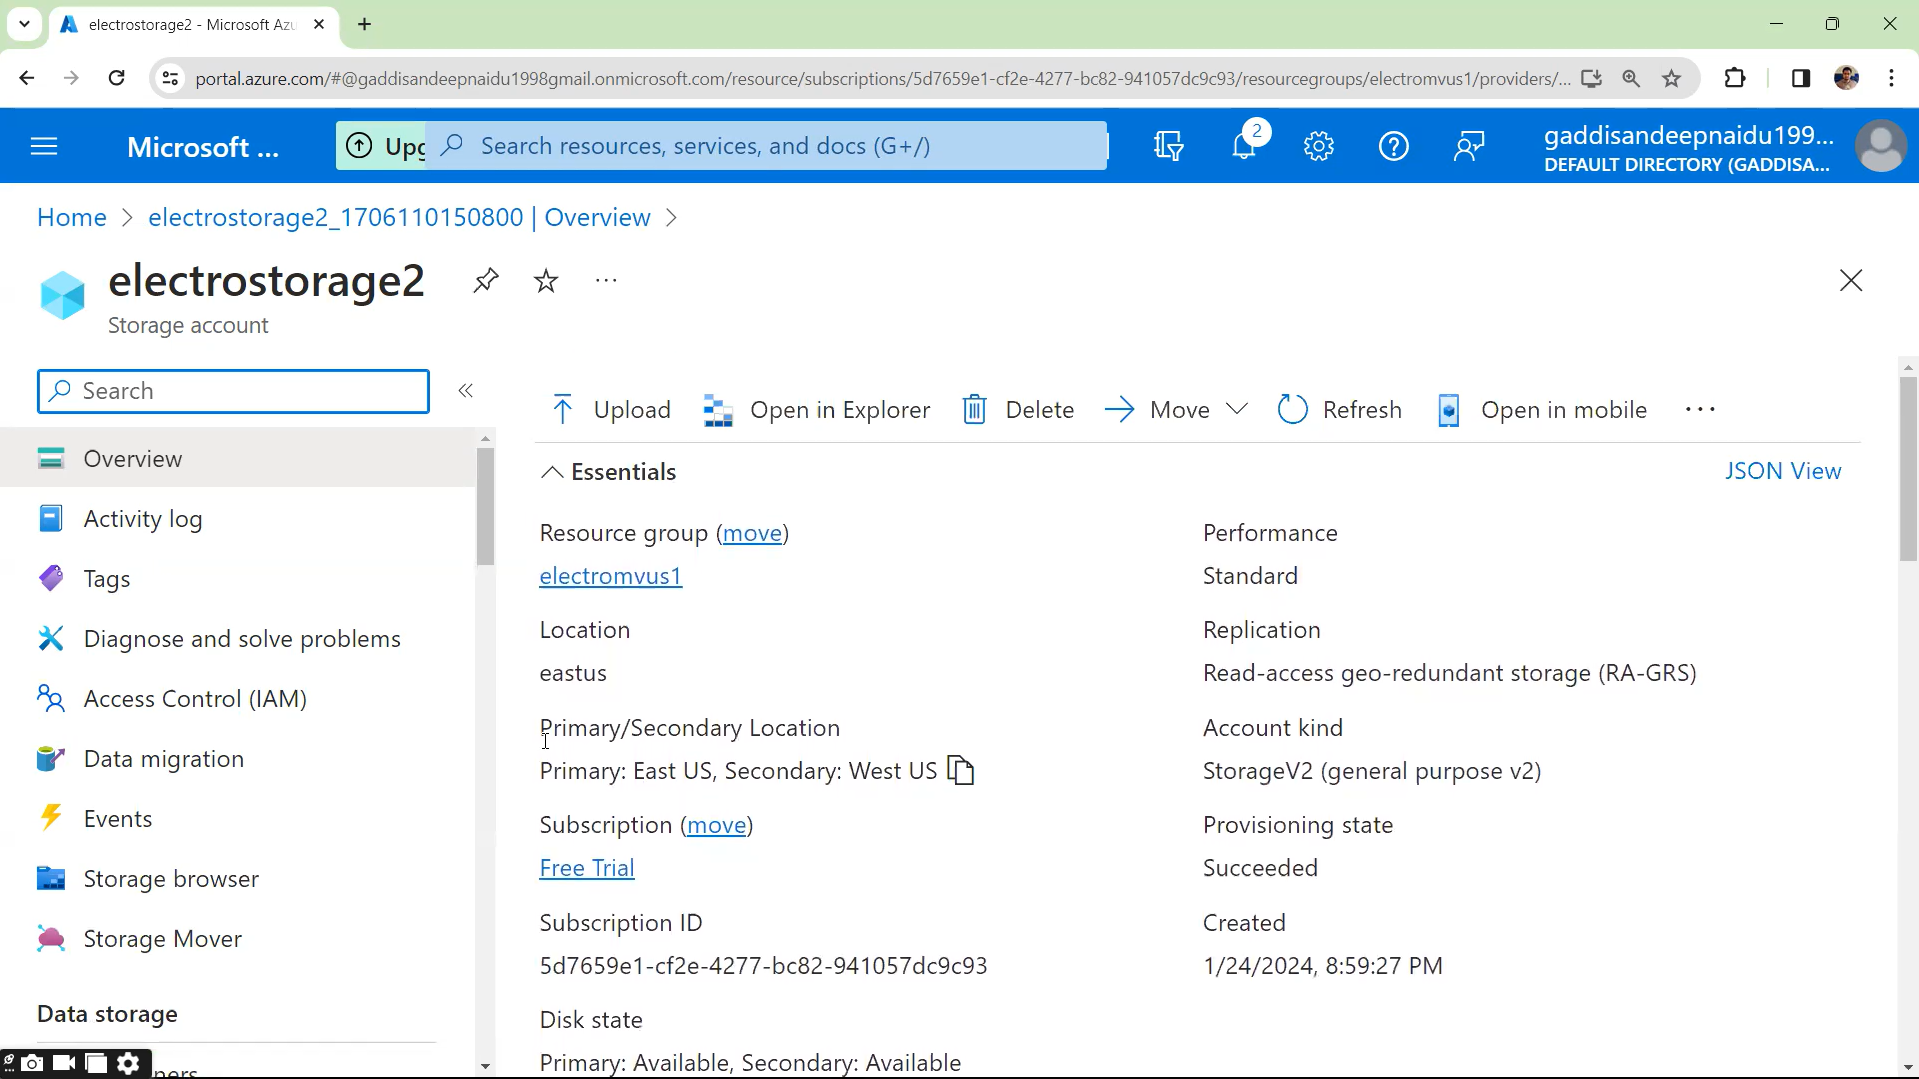 electrostorage2 - Microsoft Azu
portal.azure.com/#@gaddisandeepnaidu1998gmail.onmicrosoft.com/resource/subscriptions/5d7659e1-cf2e-4277-bc82-941057dc9c93/resourcegroups/electromvus1/providers/...
Microsoft ...
Upg
Search resources, services, and docs (G+/)
2
gaddisandeepnaidu199...
DEFAULT DIRECTORY (GADDISA...
Home > electrostorage2_1706110150800 | Overview >
electrostorage2
...
Storage account
Search
«
Upload
Open in Explorer
Delete
Move
Refresh
Open in mobile
...
Overview
Activity log
Tags
Diagnose and solve problems
Access Control (IAM)
Data migration
Events
Storage browser
Storage Mover
Data storage
Essentials
JSON View
Resource group (move)
electromvus1
Location
eastus
Primary/Secondary Location
Primary: East US, Secondary: West US
Subscription (move)
Free Trial
Subscription ID
5d7659e1-cf2e-4277-bc82-941057dc9c93
Disk state
Primary: Available, Secondary: Available
Performance
Standard
Replication
Read-access geo-redundant storage (RA-GRS)
Account kind
StorageV2 (general purpose v2)
Provisioning state
Succeeded
Created
1/24/2024, 8:59:27 PM